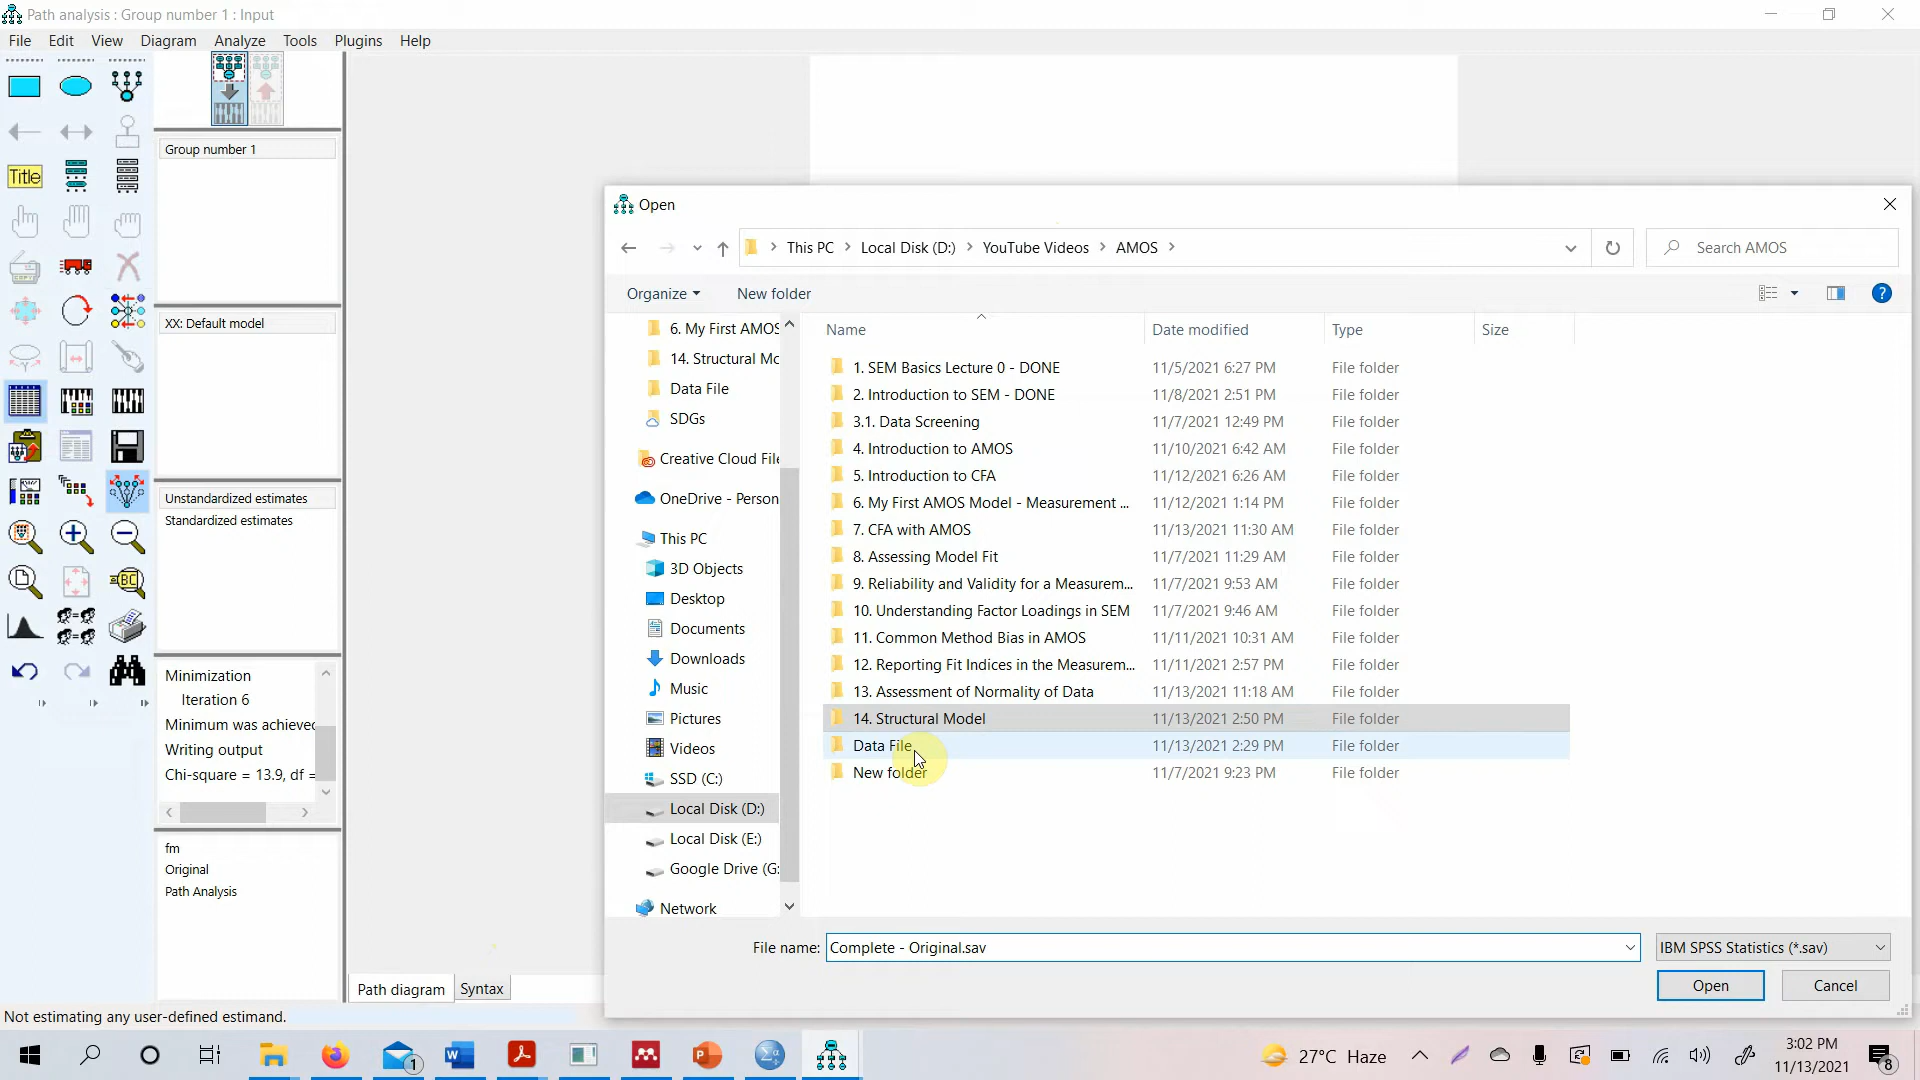 Path analysis : Group number 1 : Input
File Edit View Diagram Analyze Tools Plugins Help
Title
Group number 1
XX: Default model
Unstandardized estimates
Standardized estimates
Minimization
Iteration 6
Minimum was achieved
Writing output
Chi-square = 13.9, df =
fm
Original
Path Analysis
Path diagram Syntax
Not estimating any user-defined estimand.
Open
This PC Local Disk (D:) YouTube Videos AMOS
Search AMOS
Organize New folder
6. My First AMOS
14. Structural Mo
Data File
SDGs
Creative Cloud File
OneDrive - Person
This PC
3D Objects
Desktop
Documents
Downloads
Music
Pictures
Videos
SSD (C:)
Local Disk (D:)
Local Disk (E:)
Google Drive (G:
Network
Name Date modified Type Size
1. SEM Basics Lecture 0 - DONE 11/5/2021 6:27 PM File folder
2. Introduction to SEM - DONE 11/8/2021 2:51 PM File folder
3.1. Data Screening 11/7/2021 12:49 PM File folder
4. Introduction to AMOS 11/10/2021 6:42 AM File folder
5. Introduction to CFA 11/12/2021 6:26 AM File folder
6. My First AMOS Model - Measurement ... 11/12/2021 1:14 PM File folder
7. CFA with AMOS 11/13/2021 11:30 AM File folder
8. Assessing Model Fit 11/7/2021 11:29 AM File folder
9. Reliability and Validity for a Measurem... 11/7/2021 9:53 AM File folder
10. Understanding Factor Loadings in SEM 11/7/2021 9:46 AM File folder
11. Common Method Bias in AMOS 11/11/2021 10:31 AM File folder
12. Reporting Fit Indices in the Measurem... 11/11/2021 2:57 PM File folder
13. Assessment of Normality of Data 11/13/2021 11:18 AM File folder
14. Structural Model 11/13/2021 2:50 PM File folder
Data File 11/13/2021 2:29 PM File folder
New folder 11/7/2021 9:23 PM File folder
File name: Complete - Original.sav IBM SPSS Statistics (*.sav)
Open Cancel
27°C Haze
3:02 PM
11/13/2021
8
1